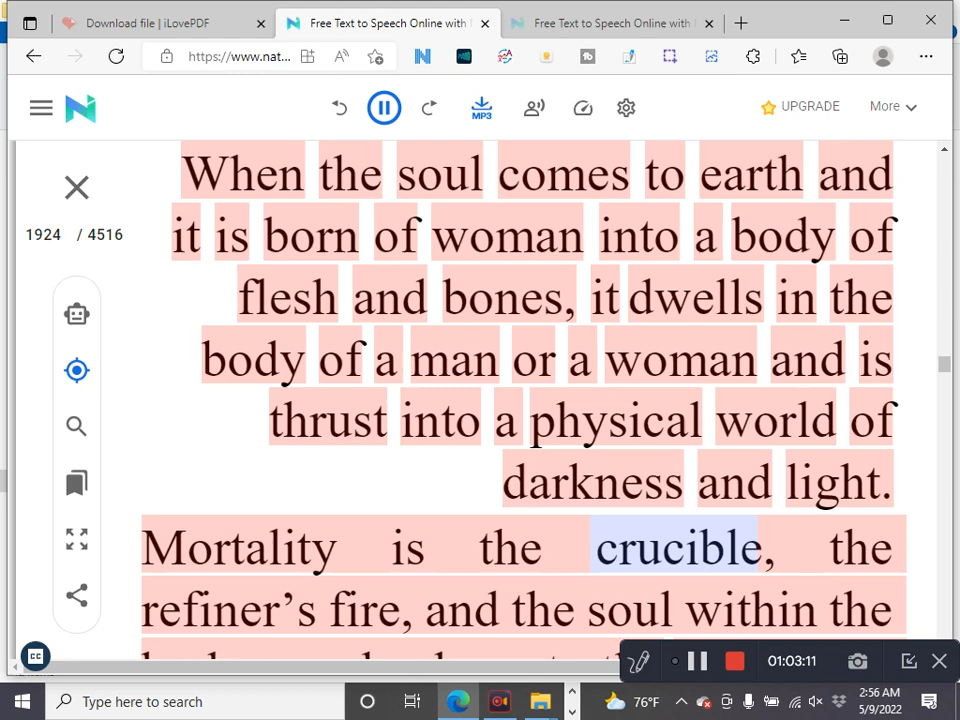 Download file | iLovePDF
Free Text to Speech Online with
Free Text to Speech Online with
https://www.nat...
MP3
UPGRADE
More
1924 / 4516
When the soul comes to earth and
it is born of woman into a body of
flesh and bones, it dwells in the
body of a man or a woman and is
thrust into a physical world of
darkness and light.
Mortality is the crucible, the
refiner’s fire, and the soul within the
01:03:11
Type here to search
76°F
2:56 AM
5/9/2022